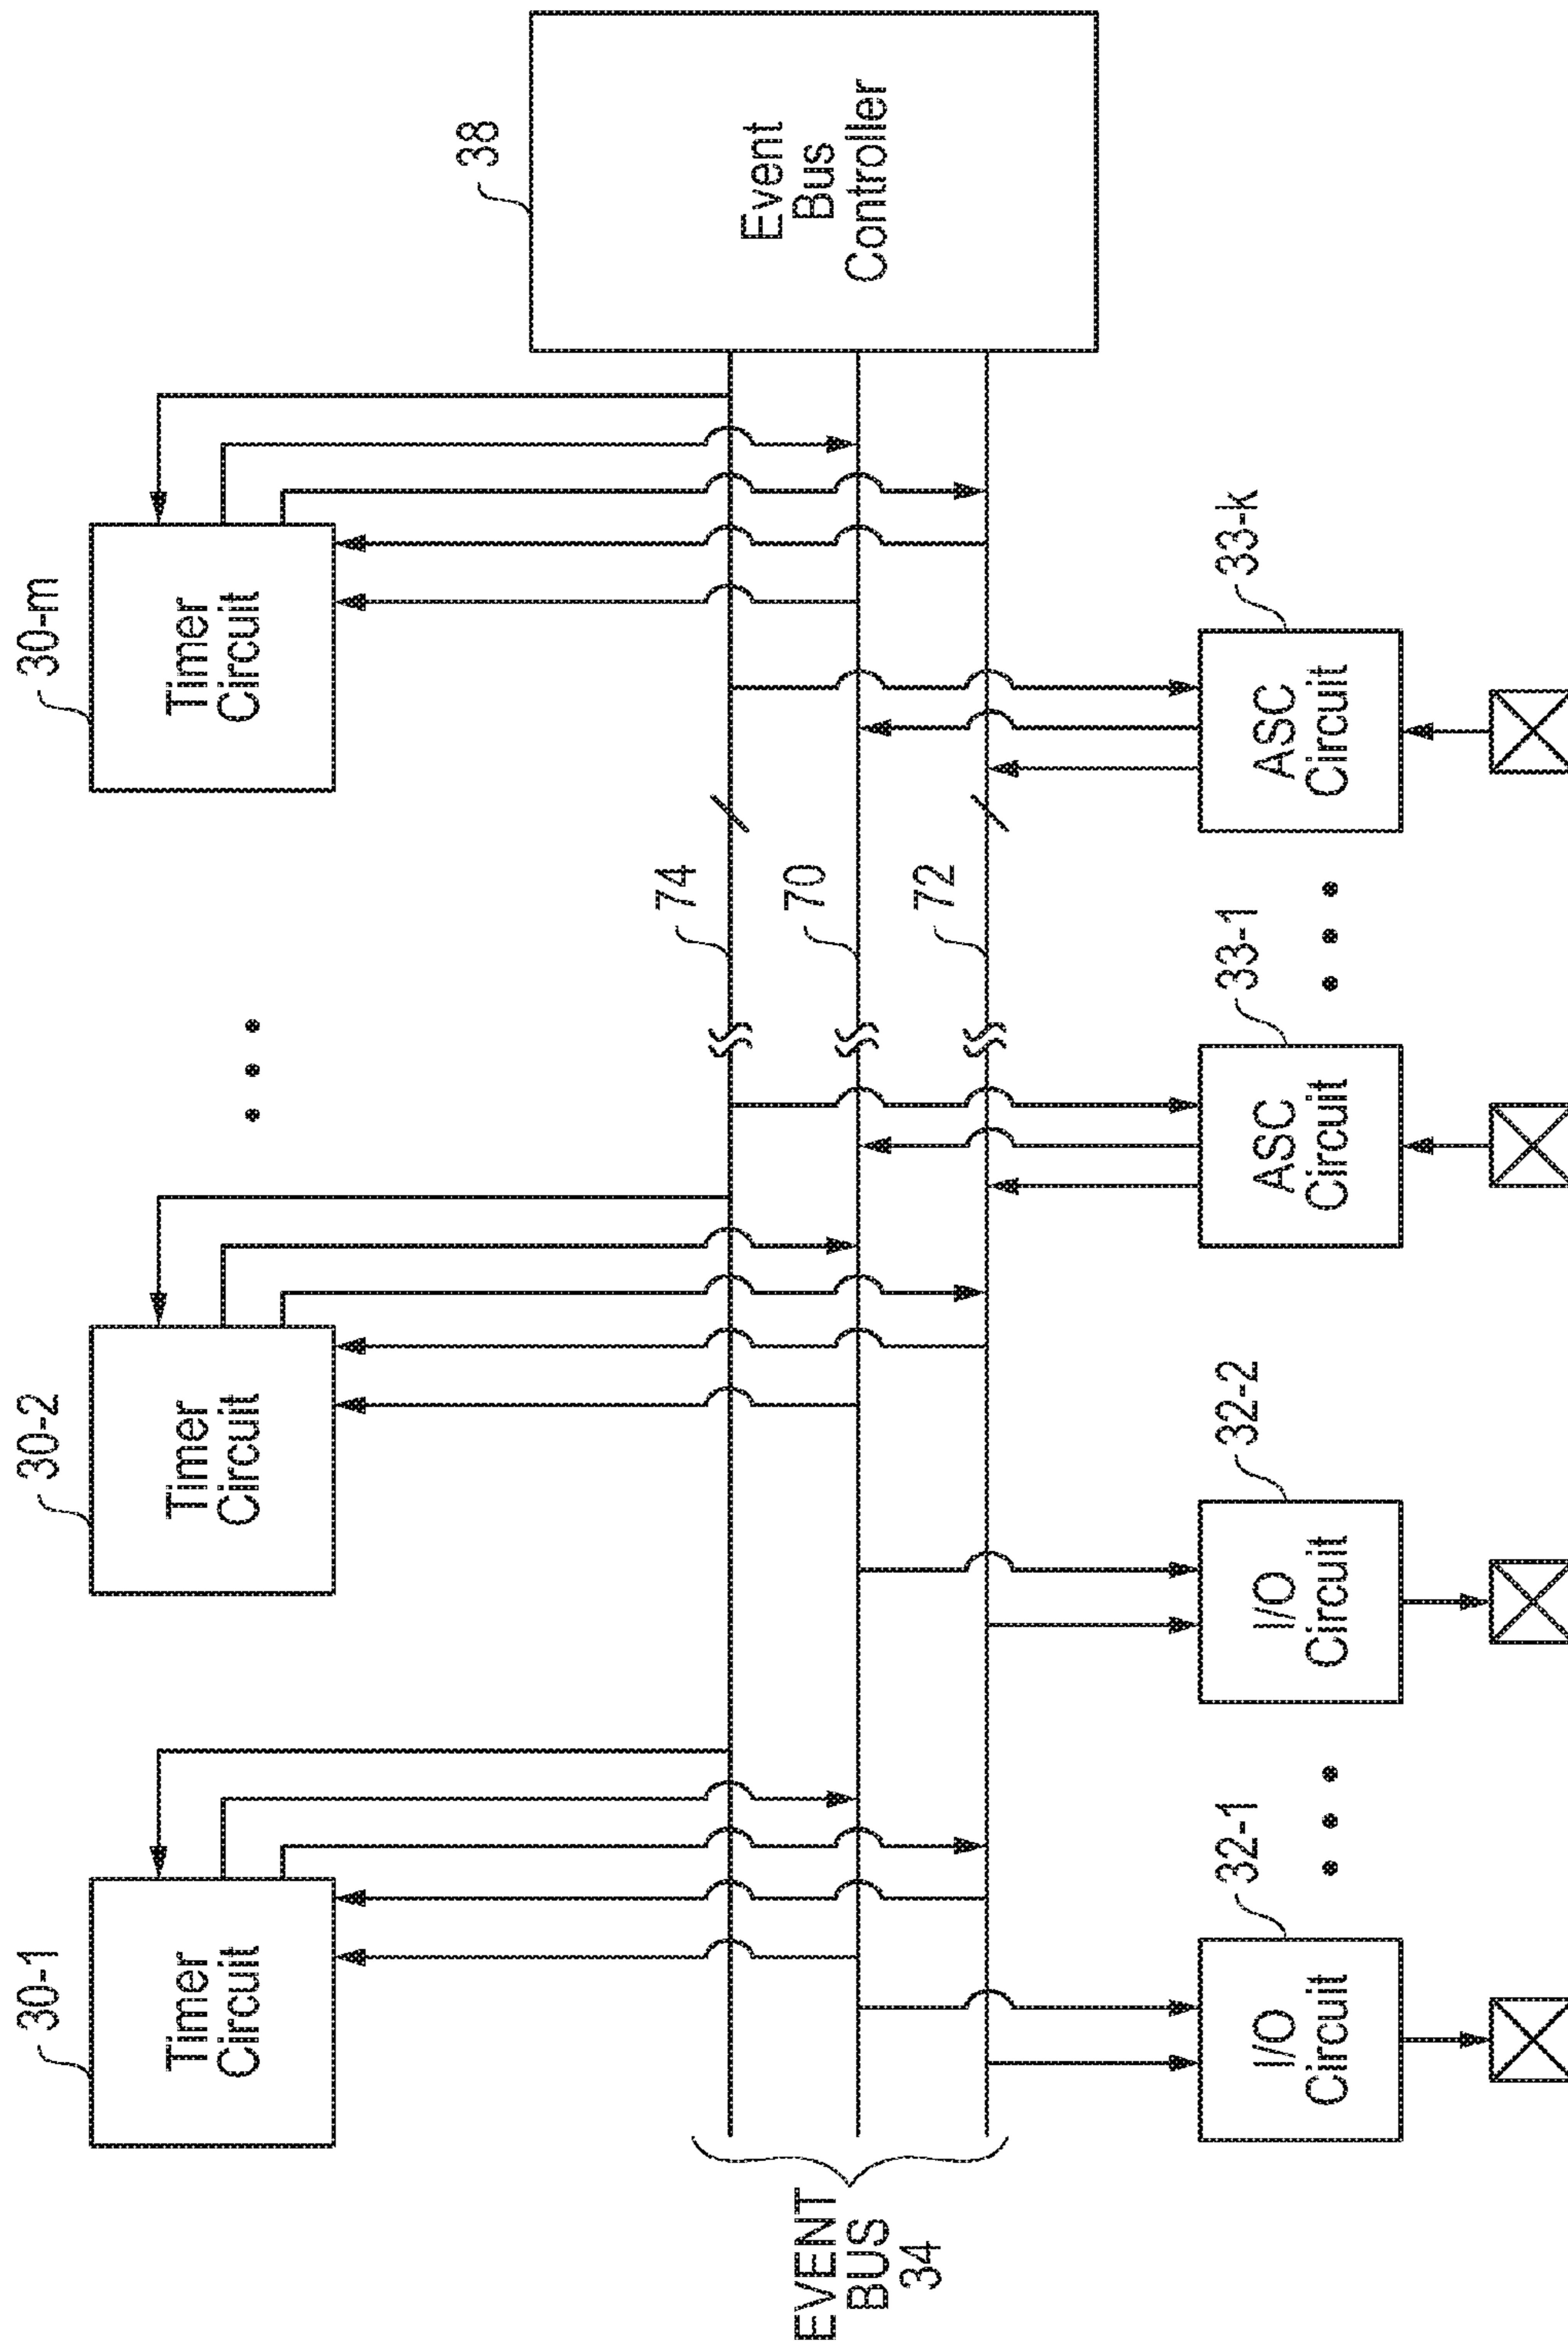 30-1
Timer
Circuit
30-2
Timer
Circuit
30-m
Timer
Circuit
38
Event
Bus
Controller
EVENT
BUS
34
74
70
72
32-1
I/O
Circuit
32-2
I/O
Circuit
33-1
ASC
Circuit
33-k
ASC
Circuit